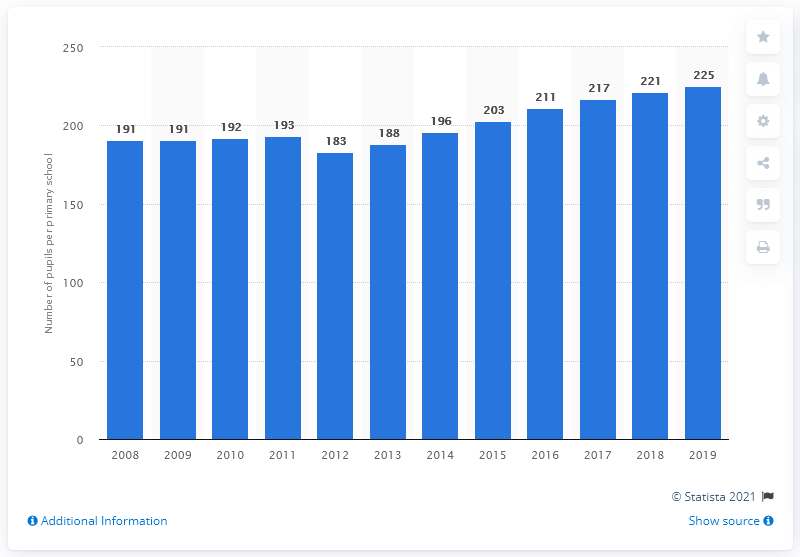 250
200
150
100
50
0
Number of pupils per primary school
191 191 192 193 183 188 196 203 211 217 221 225
2008 2009 2010 2011 2012 2013 2014 2015 2016 2017 2018 2019
© Statista 2021
Additional Information
Show source